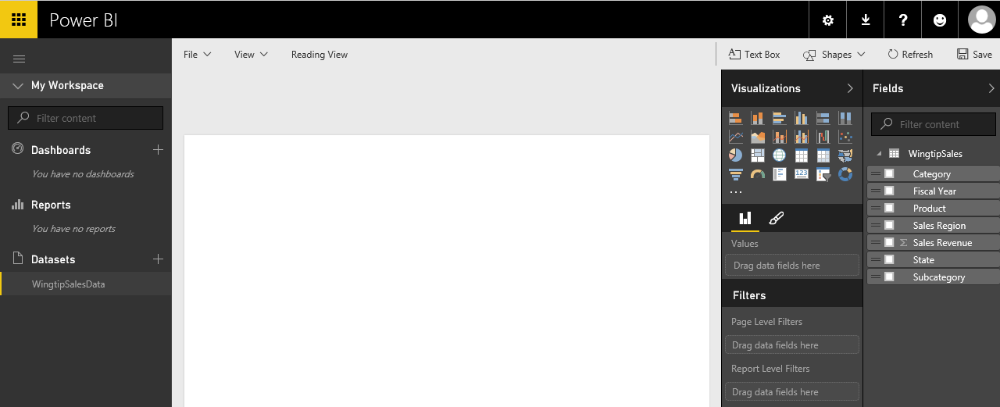 Power BI
?
My Workspace
Filter content
Dashboards
You have no dashboards
Reports
You have no reports
Datasets
WingtipSalesData
File
View
Reading View
Text Box
Shapes
Refresh
Save
Visualizations
123
...
Values
Drag data fields here
Filters
Page Level Filters
Drag data fields here
Report Level Filters
Drag data fields here
Fields
Filter content
WingtipSales
Category
Fiscal Year
Product
Sales Region
Σ Sales Revenue
State
Subcategory